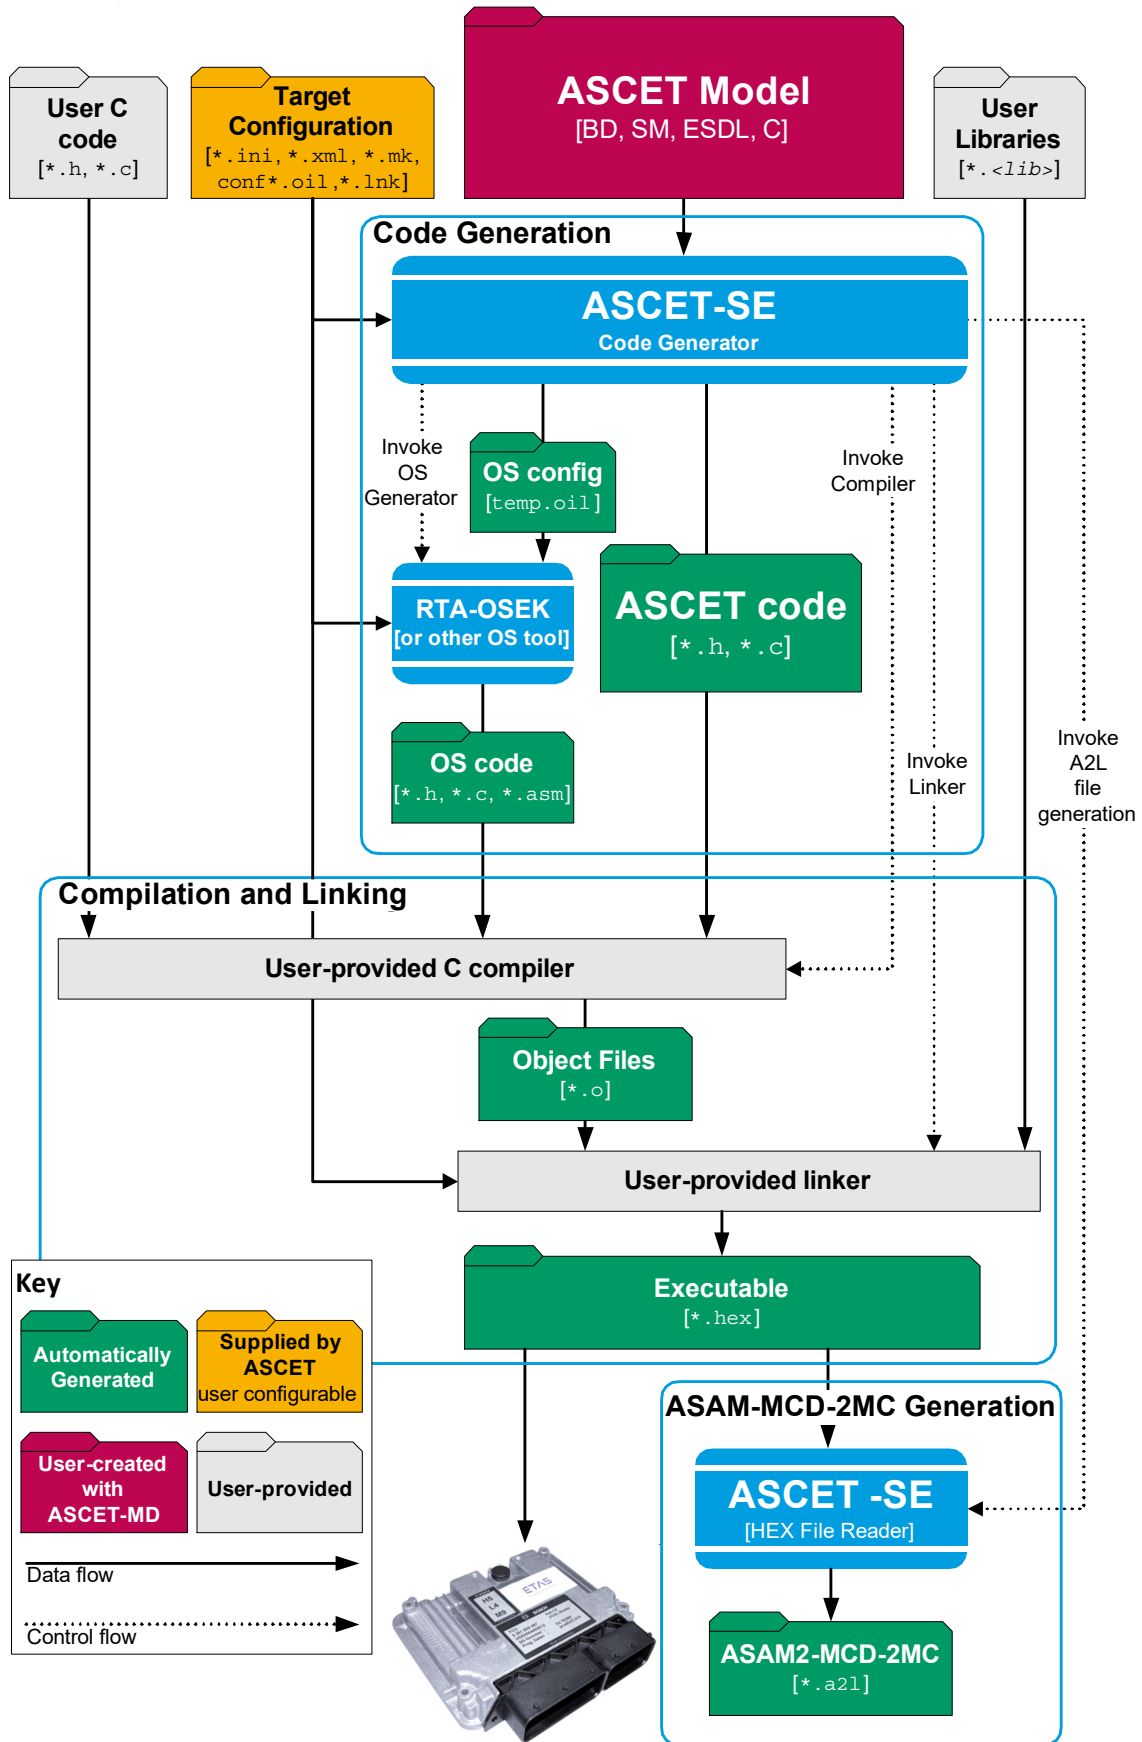 User C
code
[*.h, *.c]
Target
Configuration
[*.ini, *.xml, *.mk,
conf*.oil,*.lnk]
ASCET Model
[BD, SM, ESDL, C]
User
Libraries
[*.<lib>]
Code Generation
ASCET-SE
Code Generator
Invoke
OS
Generator
OS config
[temp.oil]
Invoke
Compiler
RTA-OSEK
[or other OS tool]
ASCET code
[*.h, *.c]
OS code
[*.h, *.c, *.asm]
Invoke
Linker
Invoke
A2L
file
generation
Compilation and Linking
User-provided C compiler
Object Files
[*.o]
User-provided linker
Executable
[*.hex]
Key
Automatically
Generated
Supplied by
ASCET
user configurable
User-created
with
ASCET-MD
User-provided
Data flow
Control flow
ASAM-MCD-2MC Generation
ASCET -SE
[HEX File Reader]
ASAM2-MCD-2MC
[*.a2l]
ETAS
H5
L4
M9
BOSCH